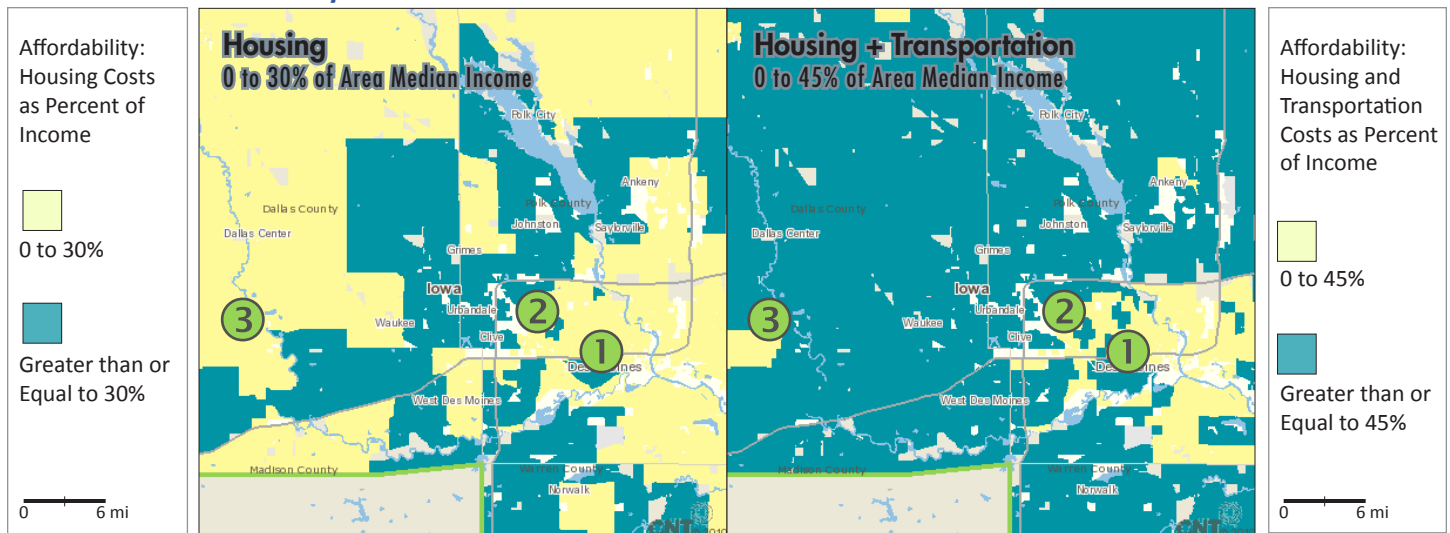 Affordability:
Housing Costs
as Percent of
Income
0 to 30%
Greater than or
Equal to 30%
0 6 mi
Housing
0 to 30% of Area Median Income
Polk City
Ankeny
Dallas County
Polk County
Johnston
Dallas Center
Saylorville
Grimes
Iowa
3
2
Urbandale
Waukee
Clive
1
Des Moines
West Des Moines
Madison County
Warren County
Norwalk
CNT
Housing + Transportation
0 to 45% of Area Median Income
Polk City
Ankeny
Dallas County
Polk County
Johnston
Dallas Center
Saylorville
Grimes
Iowa
3
2
Urbandale
Waukee
Clive
1
Des Moines
West Des Moines
Madison County
Warren County
Norwalk
CNT
Affordability:
Housing and
Transportation
Costs as Percent
of Income
0 to 45%
Greater than or
Equal to 45%
0 6 mi